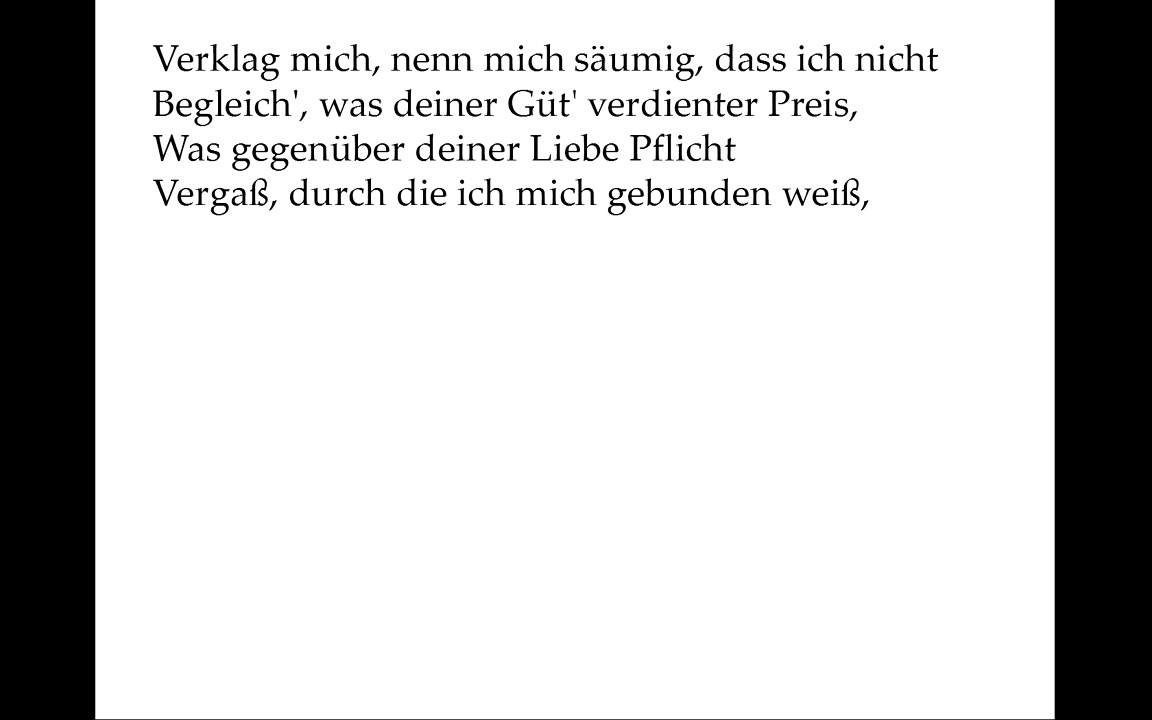 Verklag mich, nenn mich säumig, dass ich nicht
Begleich', was deiner Güt' verdienter Preis,
Was gegenüber deiner Liebe Pflicht
Vergaß, durch die ich mich gebunden weiß,